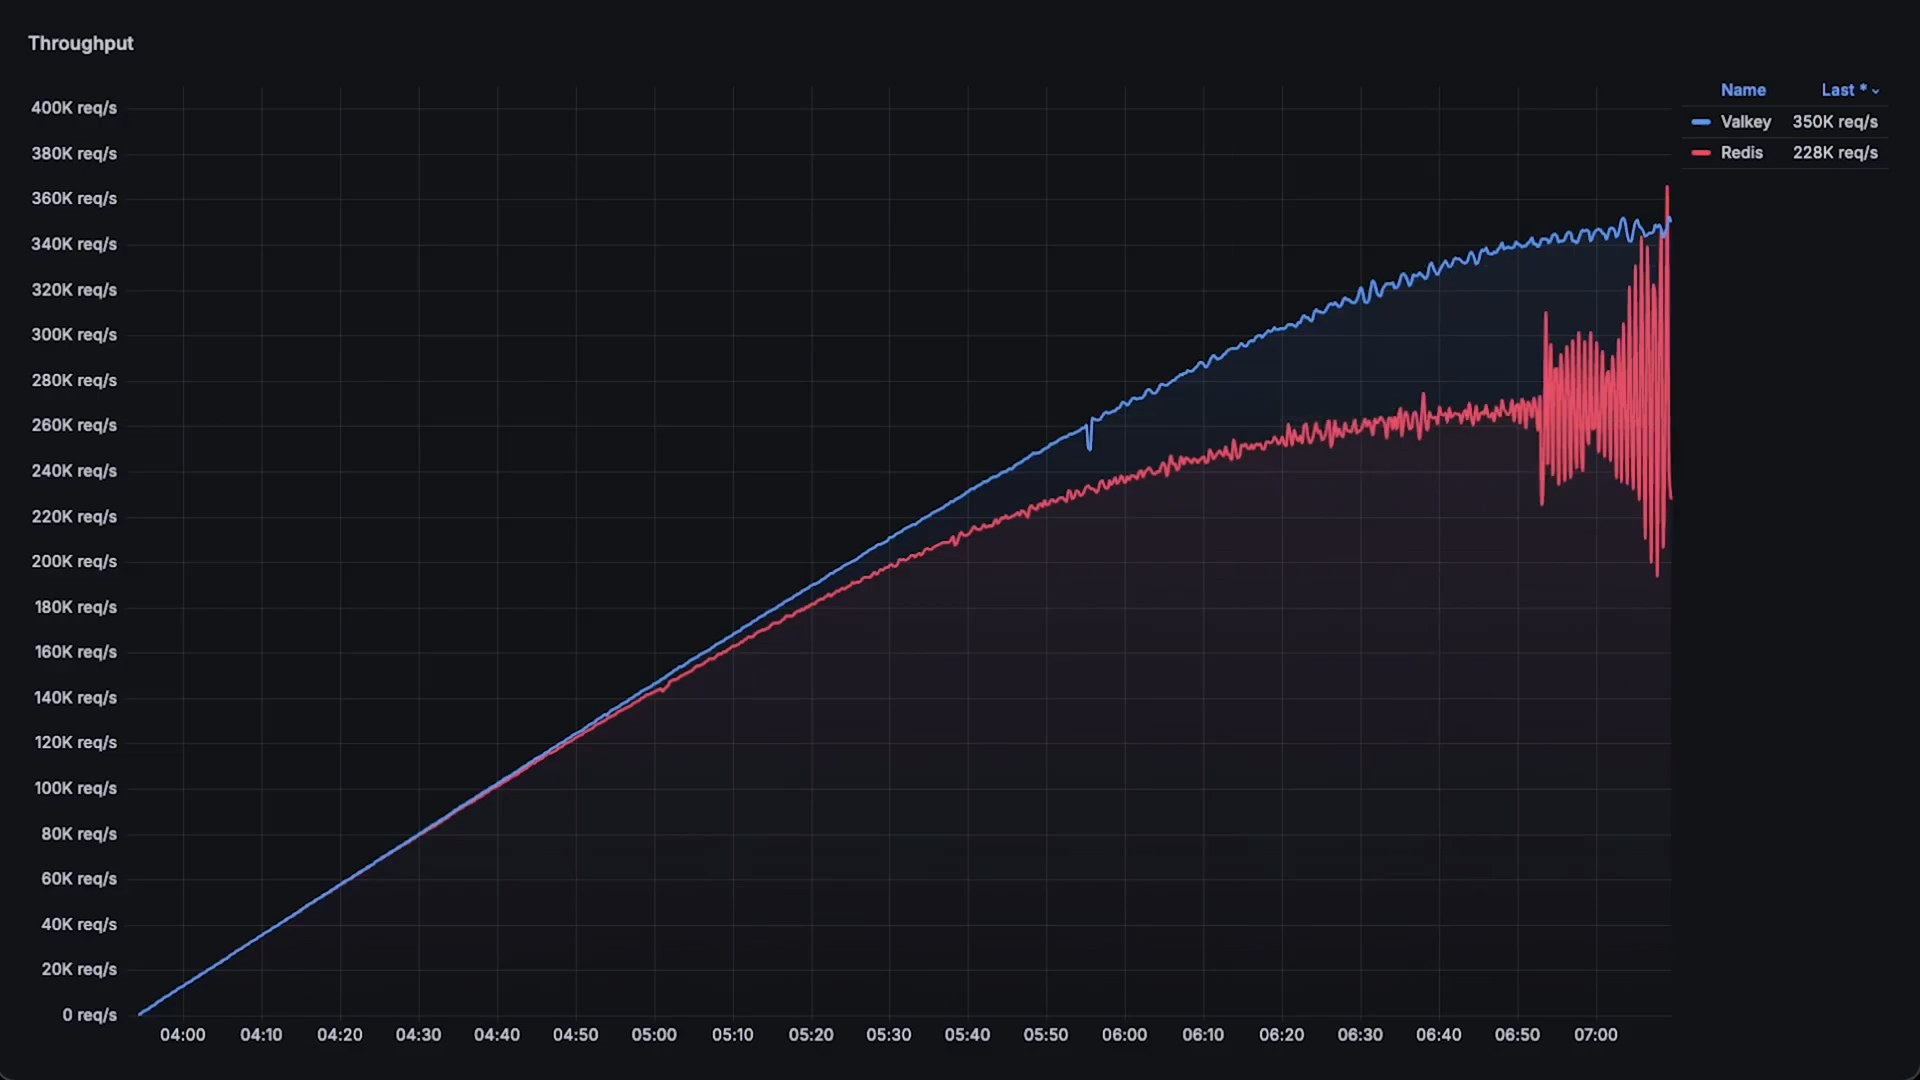 Throughput
Name Last *
Valkey 350K req/s
Redis 228K req/s
400K req/s
380K req/s
360K req/s
340K req/s
320K req/s
300K req/s
280K req/s
260K req/s
240K req/s
220K req/s
200K req/s
180K req/s
160K req/s
140K req/s
120K req/s
100K req/s
80K req/s
60K req/s
40K req/s
20K req/s
0 req/s
04:00 04:10 04:20 04:30 04:40 04:50 05:00 05:10 05:20 05:30 05:40 05:50 06:00 06:10 06:20 06:30 06:40 06:50 07:00